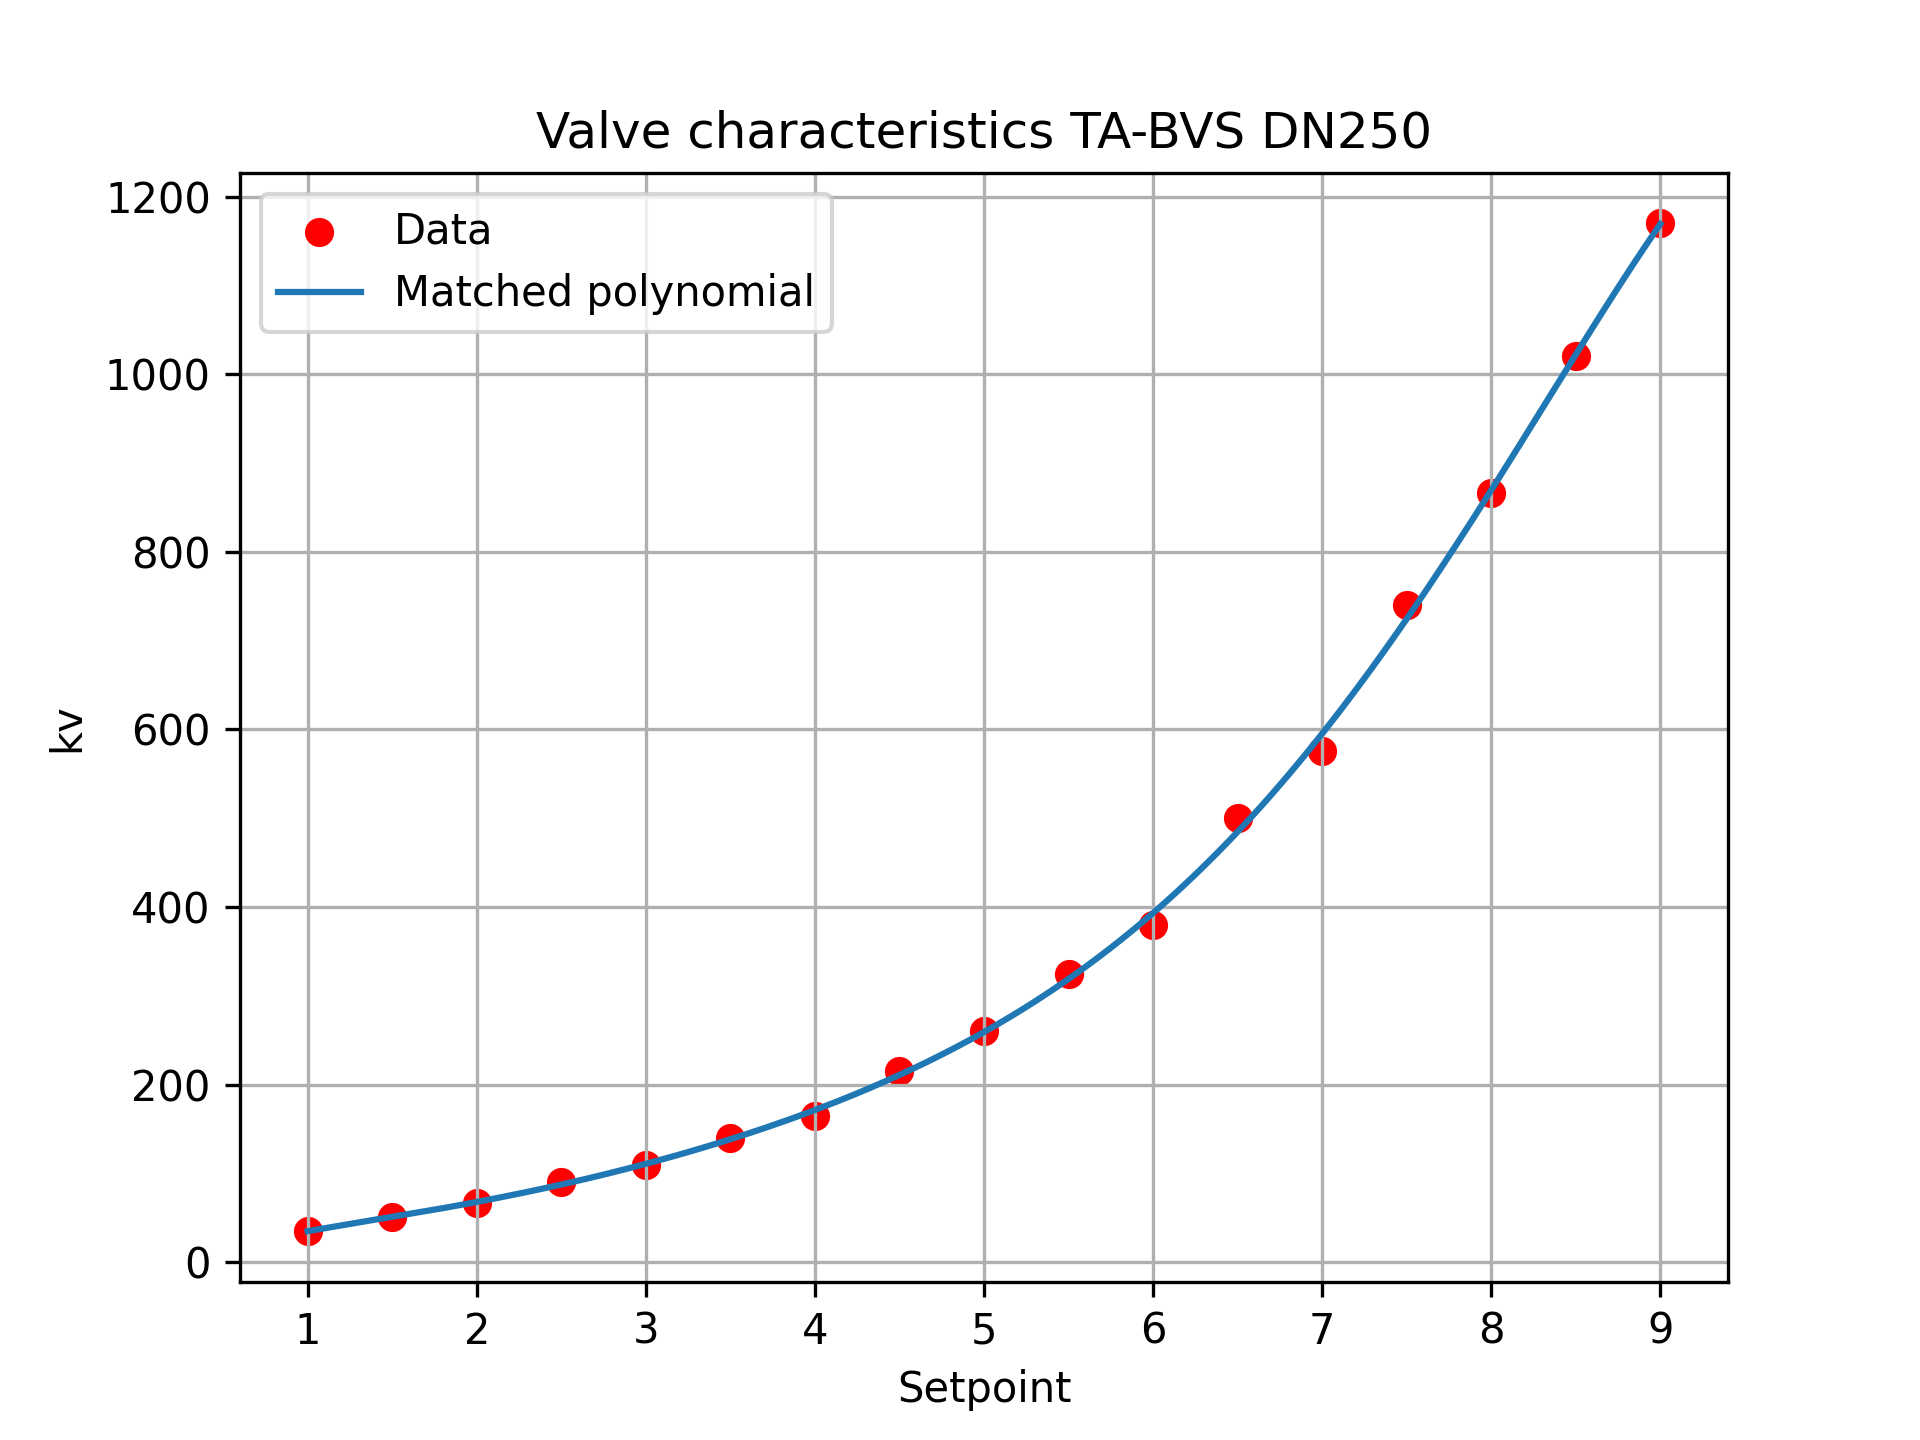 Valve characteristics TA-BVS DN250
Data
Matched polynomial
1200
1000
800
600
400
200
0
kv
1 2 3 4 5 6 7 8 9
Setpoint